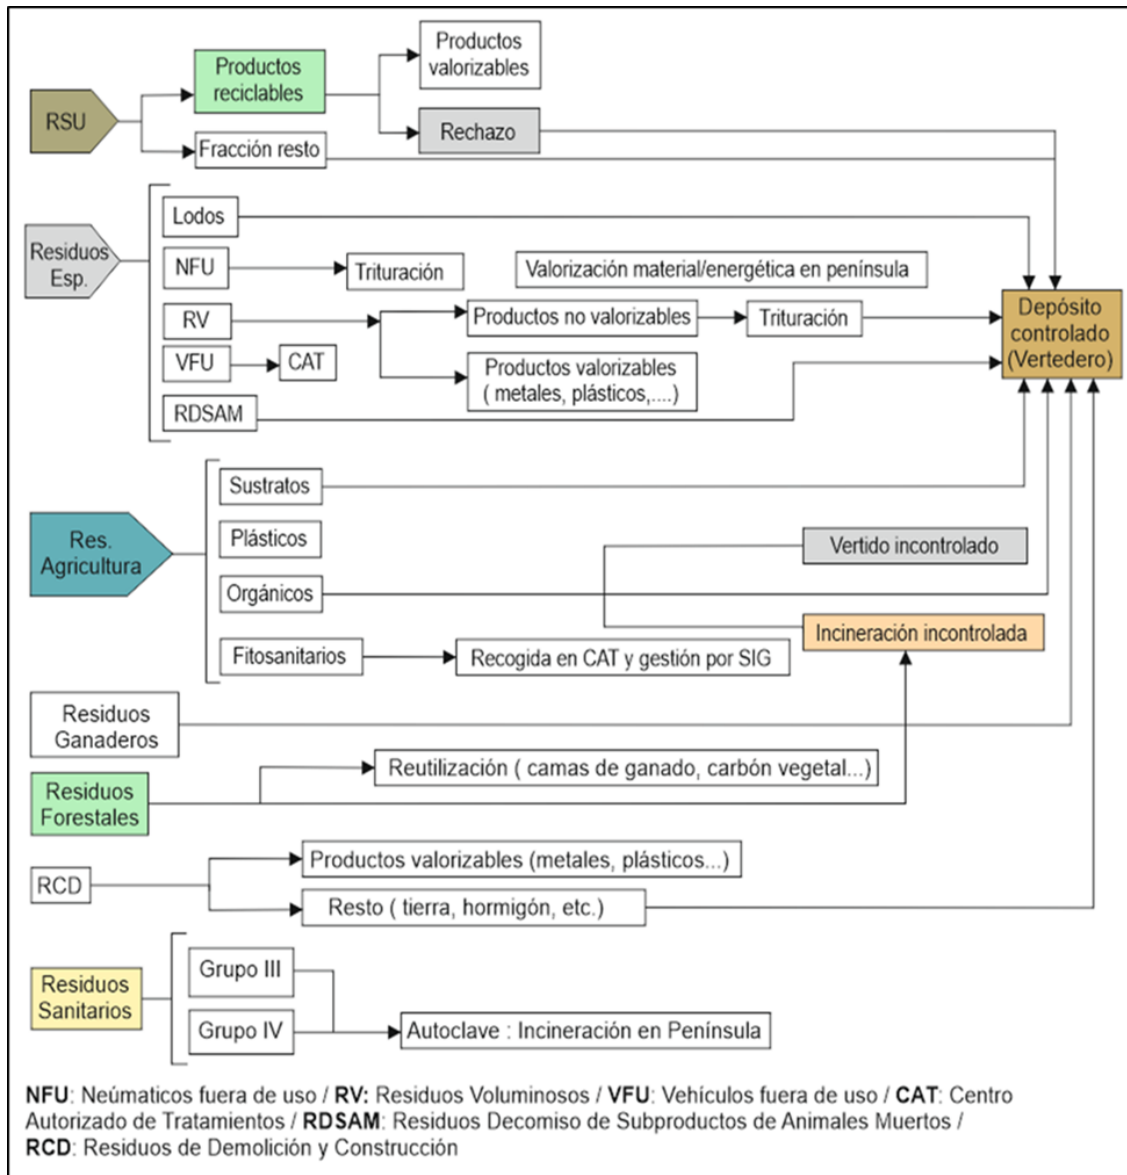 RSU
Productos
reciclables
Productos
valorizables
Rechazo
Fracción resto
Residuos
Esp.
Lodos
NFU
Trituración
Valorización material/energética en península
RV
Productos no valorizables
Trituración
Depósito
controlado
(Vertedero)
VFU
CAT
Productos valorizables
( metales, plásticos,....)
RDSAM
Res.
Agricultura
Sustratos
Plásticos
Vertido incontrolado
Orgánicos
Incineración incontrolada
Fitosanitarios
Recogida en CAT y gestión por SIG
Residuos
Ganaderos
Residuos
Forestales
Reutilización ( camas de ganado, carbón vegetal...)
RCD
Productos valorizables (metales, plásticos...)
Resto ( tierra, hormigón, etc.)
Residuos
Sanitarios
Grupo III
Grupo IV
Autoclave : Incineración en Península
NFU: Neúmaticos fuera de uso / RV: Residuos Voluminosos / VFU: Vehículos fuera de uso / CAT: Centro
Autorizado de Tratamientos / RDSAM: Residuos Decomiso de Subproductos de Animales Muertos /
RCD: Residuos de Demolición y Construcción